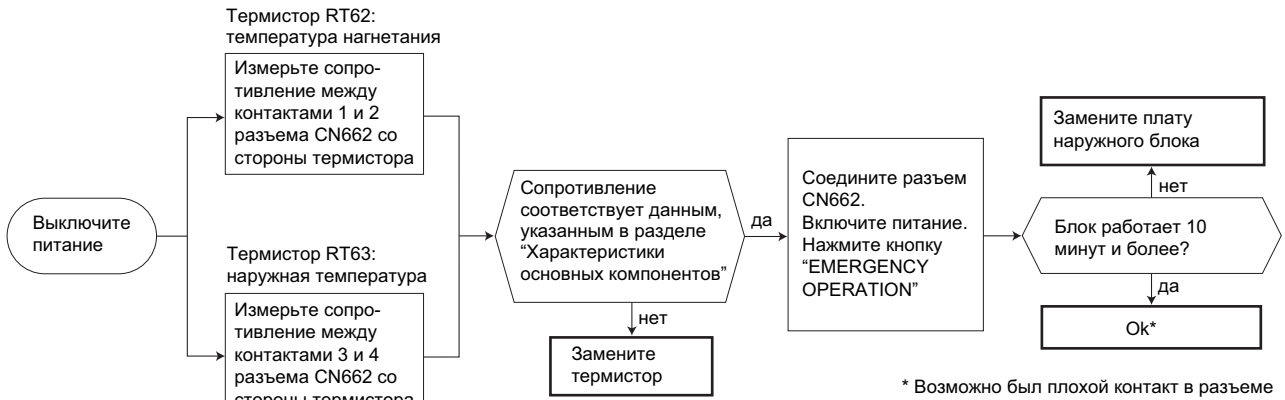 Термистор RT62:
температура нагнетания
Измерьте сопро-
тивление между
контактами 1 и 2
разъема CN662 со
стороны термистора
Выключите
питание
Термистор RT63:
наружная температура
Измерьте сопро-
тивление между
контактами 3 и 4
разъема CN662 со
стороны термистора
Сопротивление
соответствует данным,
указанным в разделе
“Характеристики
основных компонентов”
да
нет
Замените
термистор
Соедините разъем
CN662.
Включите питание.
Нажмите кнопку
“EMERGENCY
OPERATION”
Замените плату
наружного блока
нет
Блок работает 10
минут и более?
да
Ok*
* Возможно был плохой контакт в разъеме